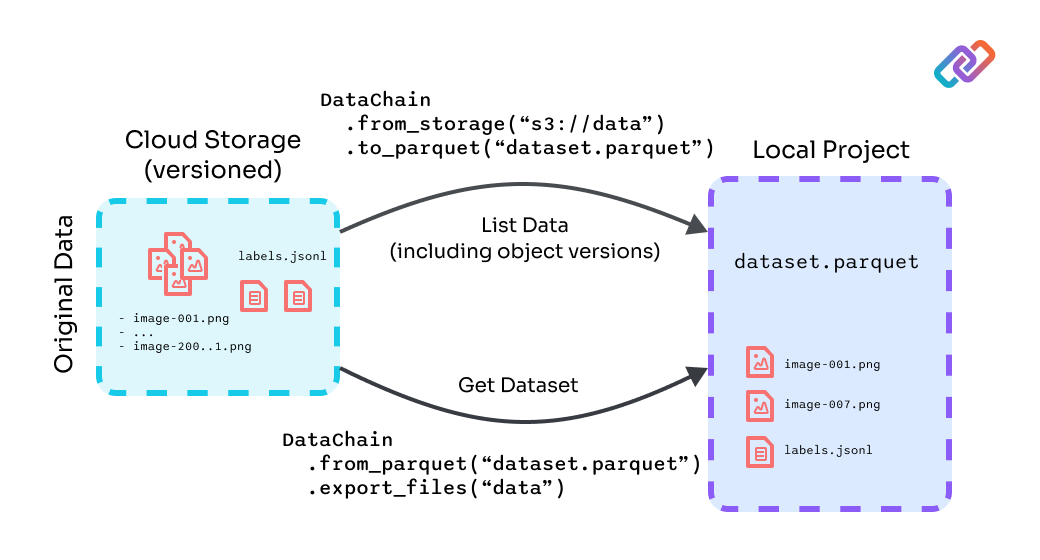 DataChain
.from_storage(“s3://data”)
.to_parquet(“dataset.parquet”)
Cloud Storage
(versioned)
Local Project
Original Data
labels.jsonl
- image-001.png
- ...
- image-200..1.png
List Data
(including object versions)
dataset.parquet
Get Dataset
image-001.png
image-007.png
labels.jsonl
DataChain
.from_parquet(“dataset.parquet”)
.export_files(“data”)